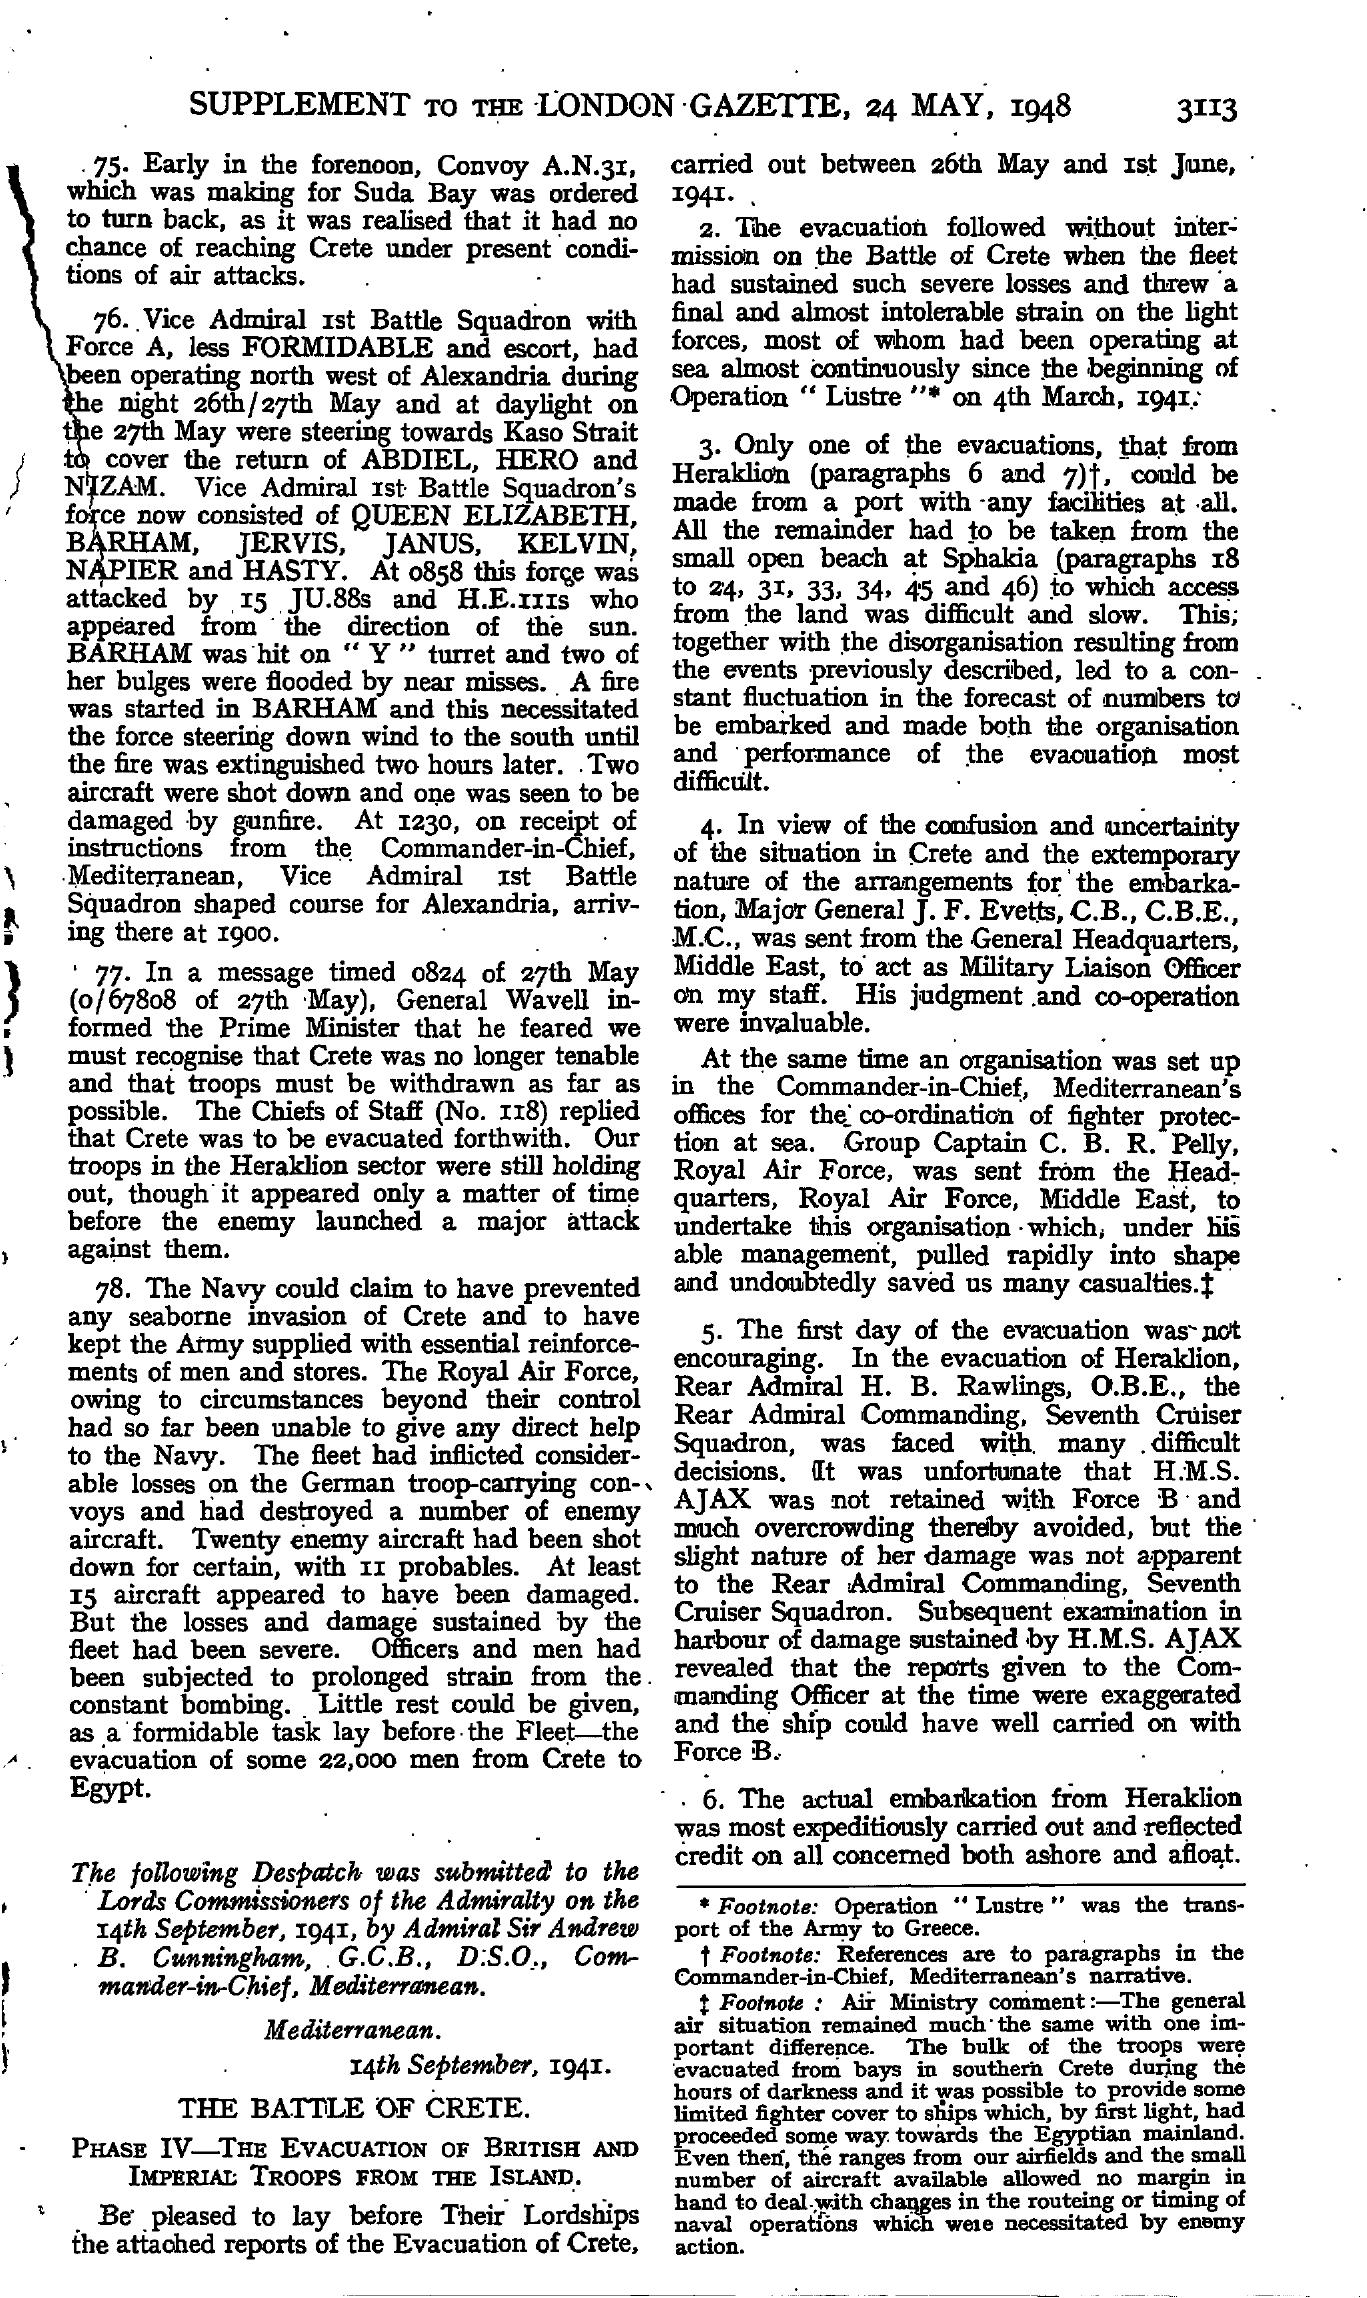 SUPPLEMENT TO THE LONDON GAZETTE, 24 MAY, 1948 3113
75. Early in the forenoon, Convoy A.N.31,
which was making for Suda Bay was ordered
to turn back, as it was realised that it had no
chance of reaching Crete under present condi-
tions of air attacks.
76. Vice Admiral 1st Battle Squadron with
Force A, less FORMIDABLE and escort, had
been operating north west of Alexandria during
the night 26th/27th May and at daylight on
the 27th May were steering towards Kaso Strait
to cover the return of ABDIEL, HERO and
NIZAM. Vice Admiral 1st Battle Squadron's
force now consisted of QUEEN ELIZABETH,
BARHAM, JERVIS, JANUS, KELVIN,
NAPIER and HASTY. At 0858 this force was
attacked by 15 JU.88s and H.E.111s who
appeared from the direction of the sun.
BARHAM was hit on " Y " turret and two of
her bulges were flooded by near misses. A fire
was started in BARHAM and this necessitated
the force steering down wind to the south until
the fire was extinguished two hours later. Two
aircraft were shot down and one was seen to be
damaged by gunfire. At 1230, on receipt of
instructions from the Commander-in-Chief,
Mediterranean, Vice Admiral 1st Battle
Squadron shaped course for Alexandria, arriv-
ing there at 1900.
77. In a message timed 0824 of 27th May
(o/67808 of 27th May), General Wavell in-
formed the Prime Minister that he feared we
must recognise that Crete was no longer tenable
and that troops must be withdrawn as far as
possible. The Chiefs of Staff (No. 118) replied
that Crete was to be evacuated forthwith. Our
troops in the Heraklion sector were still holding
out, though it appeared only a matter of time
before the enemy launched a major attack
against them.
78. The Navy could claim to have prevented
any seaborne invasion of Crete and to have
kept the Army supplied with essential reinforce-
ments of men and stores. The Royal Air Force,
owing to circumstances beyond their control
had so far been unable to give any direct help
to the Navy. The fleet had inflicted consider-
able losses on the German troop-carrying con-
voys and had destroyed a number of enemy
aircraft. Twenty enemy aircraft had been shot
down for certain, with 11 probables. At least
15 aircraft appeared to have been damaged.
But the losses and damage sustained by the
fleet had been severe. Officers and men had
been subjected to prolonged strain from the
constant bombing. Little rest could be given,
as a formidable task lay before the Fleet—the
evacuation of some 22,000 men from Crete to
Egypt.
The following Despatch was submitted to the
Lords Commissioners of the Admiralty on the
14th September, 1941, by Admiral Sir Andrew
B. Cunningham, G.C.B., D.S.O., Com-
mander-in-Chief, Mediterranean.
Mediterranean.
14th September, 1941.
THE BATTLE OF CRETE.
PHASE IV—THE EVACUATION OF BRITISH AND
IMPERIAL TROOPS FROM THE ISLAND.
Be pleased to lay before Their Lordships
the attached reports of the Evacuation of Crete,
carried out between 26th May and 1st June,
1941.
2. The evacuation followed without inter-
mission on the Battle of Crete when the fleet
had sustained such severe losses and threw a
final and almost intolerable strain on the light
forces, most of whom had been operating at
sea almost continuously since the beginning of
Operation " Lustre "* on 4th March, 1941.
3. Only one of the evacuations, that from
Heraklion (paragraphs 6 and 7)†, could be
made from a port with any facilities at all.
All the remainder had to be taken from the
small open beach at Sphakia (paragraphs 18
to 24, 31, 33, 34, 45 and 46) to which access
from the land was difficult and slow. This,
together with the disorganisation resulting from
the events previously described, led to a con-
stant fluctuation in the forecast of numbers to
be embarked and made both the organisation
and performance of the evacuation most
difficult.
4. In view of the confusion and uncertainty
of the situation in Crete and the extemporary
nature of the arrangements for the embarka-
tion, Major General J. F. Evetts, C.B., C.B.E.,
M.C., was sent from the General Headquarters,
Middle East, to act as Military Liaison Officer
on my staff. His judgment and co-operation
were invaluable.
At the same time an organisation was set up
in the Commander-in-Chief, Mediterranean's
offices for the co-ordination of fighter protec-
tion at sea. Group Captain C. B. R. Pelly,
Royal Air Force, was sent from the Head-
quarters, Royal Air Force, Middle East, to
undertake this organisation which, under his
able management, pulled rapidly into shape
and undoubtedly saved us many casualties.‡
5. The first day of the evacuation was not
encouraging. In the evacuation of Heraklion,
Rear Admiral H. B. Rawlings, O.B.E., the
Rear Admiral Commanding, Seventh Cruiser
Squadron, was faced with many difficult
decisions. It was unfortunate that H.M.S.
AJAX was not retained with Force B and
much overcrowding thereby avoided, but the
slight nature of her damage was not apparent
to the Rear Admiral Commanding, Seventh
Cruiser Squadron. Subsequent examination in
harbour of damage sustained by H.M.S. AJAX
revealed that the reports given to the Com-
manding Officer at the time were exaggerated
and the ship could have well carried on with
Force B.
6. The actual embarkation from Heraklion
was most expeditiously carried out and reflected
credit on all concerned both ashore and afloat.
* Footnote: Operation " Lustre " was the trans-
port of the Army to Greece.
† Footnote: References are to paragraphs in the
Commander-in-Chief, Mediterranean's narrative.
‡ Footnote : Air Ministry comment:—The general
air situation remained much the same with one im-
portant difference. The bulk of the troops were
evacuated from bays in southern Crete during the
hours of darkness and it was possible to provide some
limited fighter cover to ships which, by first light, had
proceeded some way towards the Egyptian mainland.
Even then, the ranges from our airfields and the small
number of aircraft available allowed no margin in
hand to deal with changes in the routeing or timing of
naval operations which were necessitated by enemy
action.